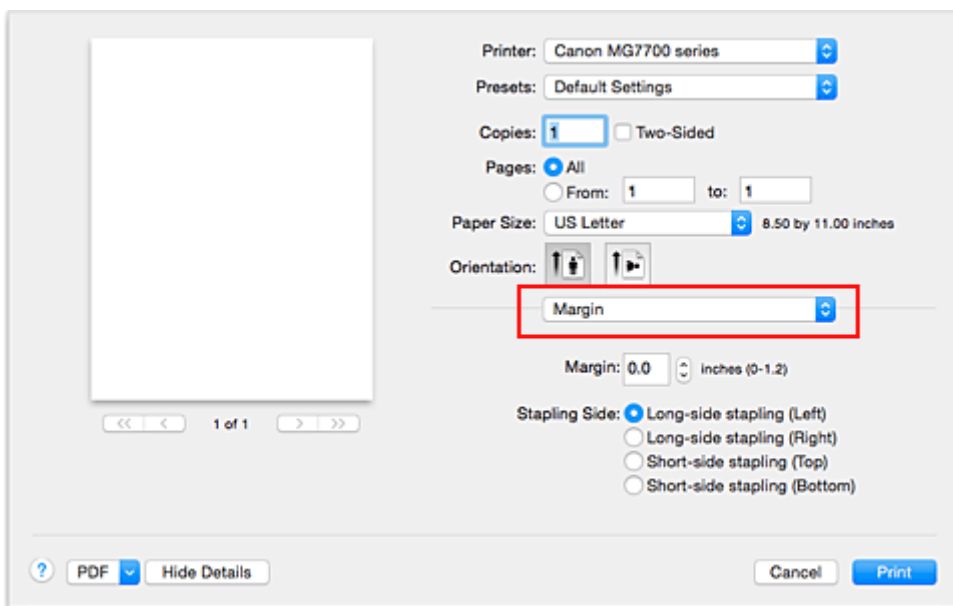 Printer: Canon MG7700 series
Presets: Default Settings
Copies: 1 Two-Sided
Pages: All
From: 1 to: 1
Paper Size: US Letter 8.50 by 11.00 inches
Orientation:
Margin
Margin: 0.0 inches (0-1.2)
Stapling Side: Long-side stapling (Left)
Long-side stapling (Right)
Short-side stapling (Top)
Short-side stapling (Bottom)
<< < 1 of 1 > >>
? PDF Hide Details Cancel Print